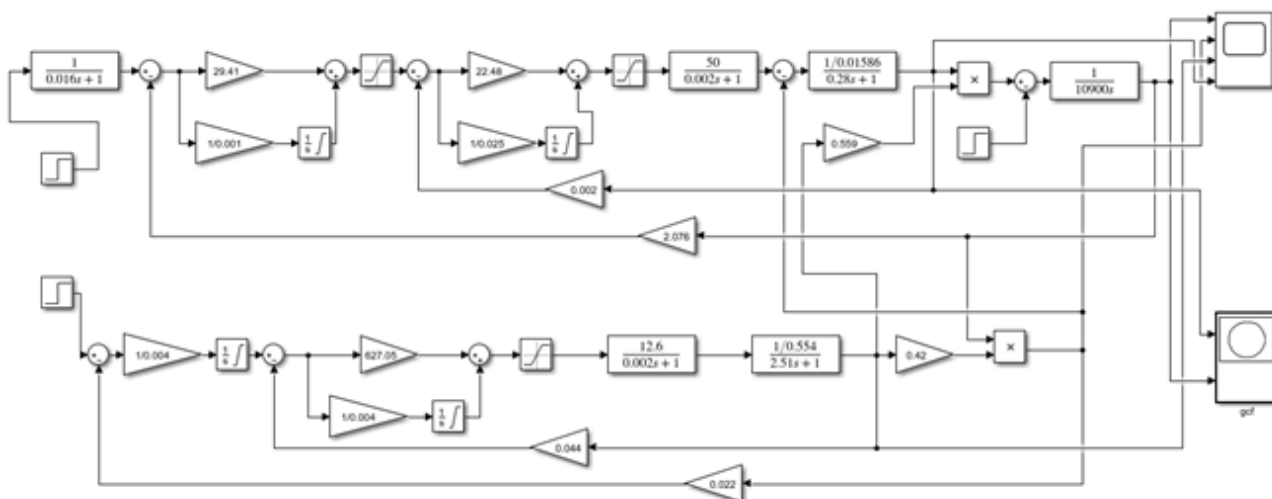 1
0.016s + 1
29.41
1/0.001
1
s
22.48
1/0.025
1
s
50
0.002s + 1
1/0.01586
0.28s + 1
×
1
10900s
0.559
0.002
2.076
1/0.004
1
s
627.05
1/0.004
1
s
12.6
0.002s + 1
1/0.554
2.51s + 1
0.42
×
0.044
0.022
gcf